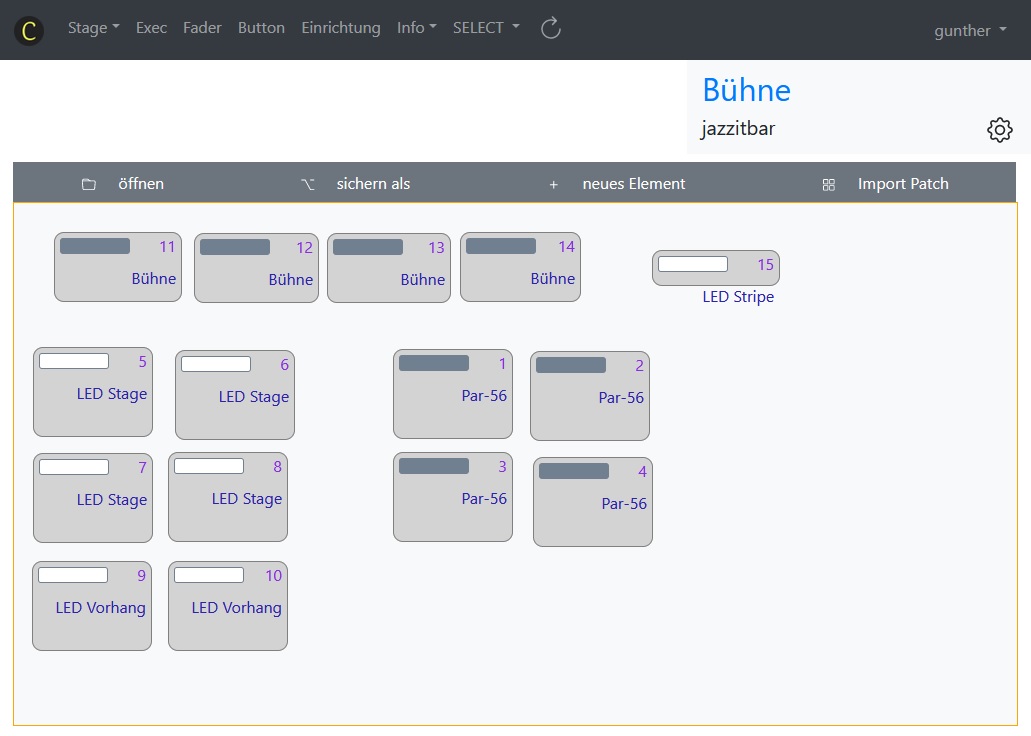 C Stage Exec Fader Button Einrichtung Info SELECT gunther
Bühne
jazzitbar
öffnen sichern als neues Element Import Patch
11 12 13 14
Bühne Bühne Bühne Bühne
15
LED Stripe
5 6 1 2
LED Stage LED Stage Par-56 Par-56
7 8 3 4
LED Stage LED Stage Par-56 Par-56
9 10
LED Vorhang LED Vorhang